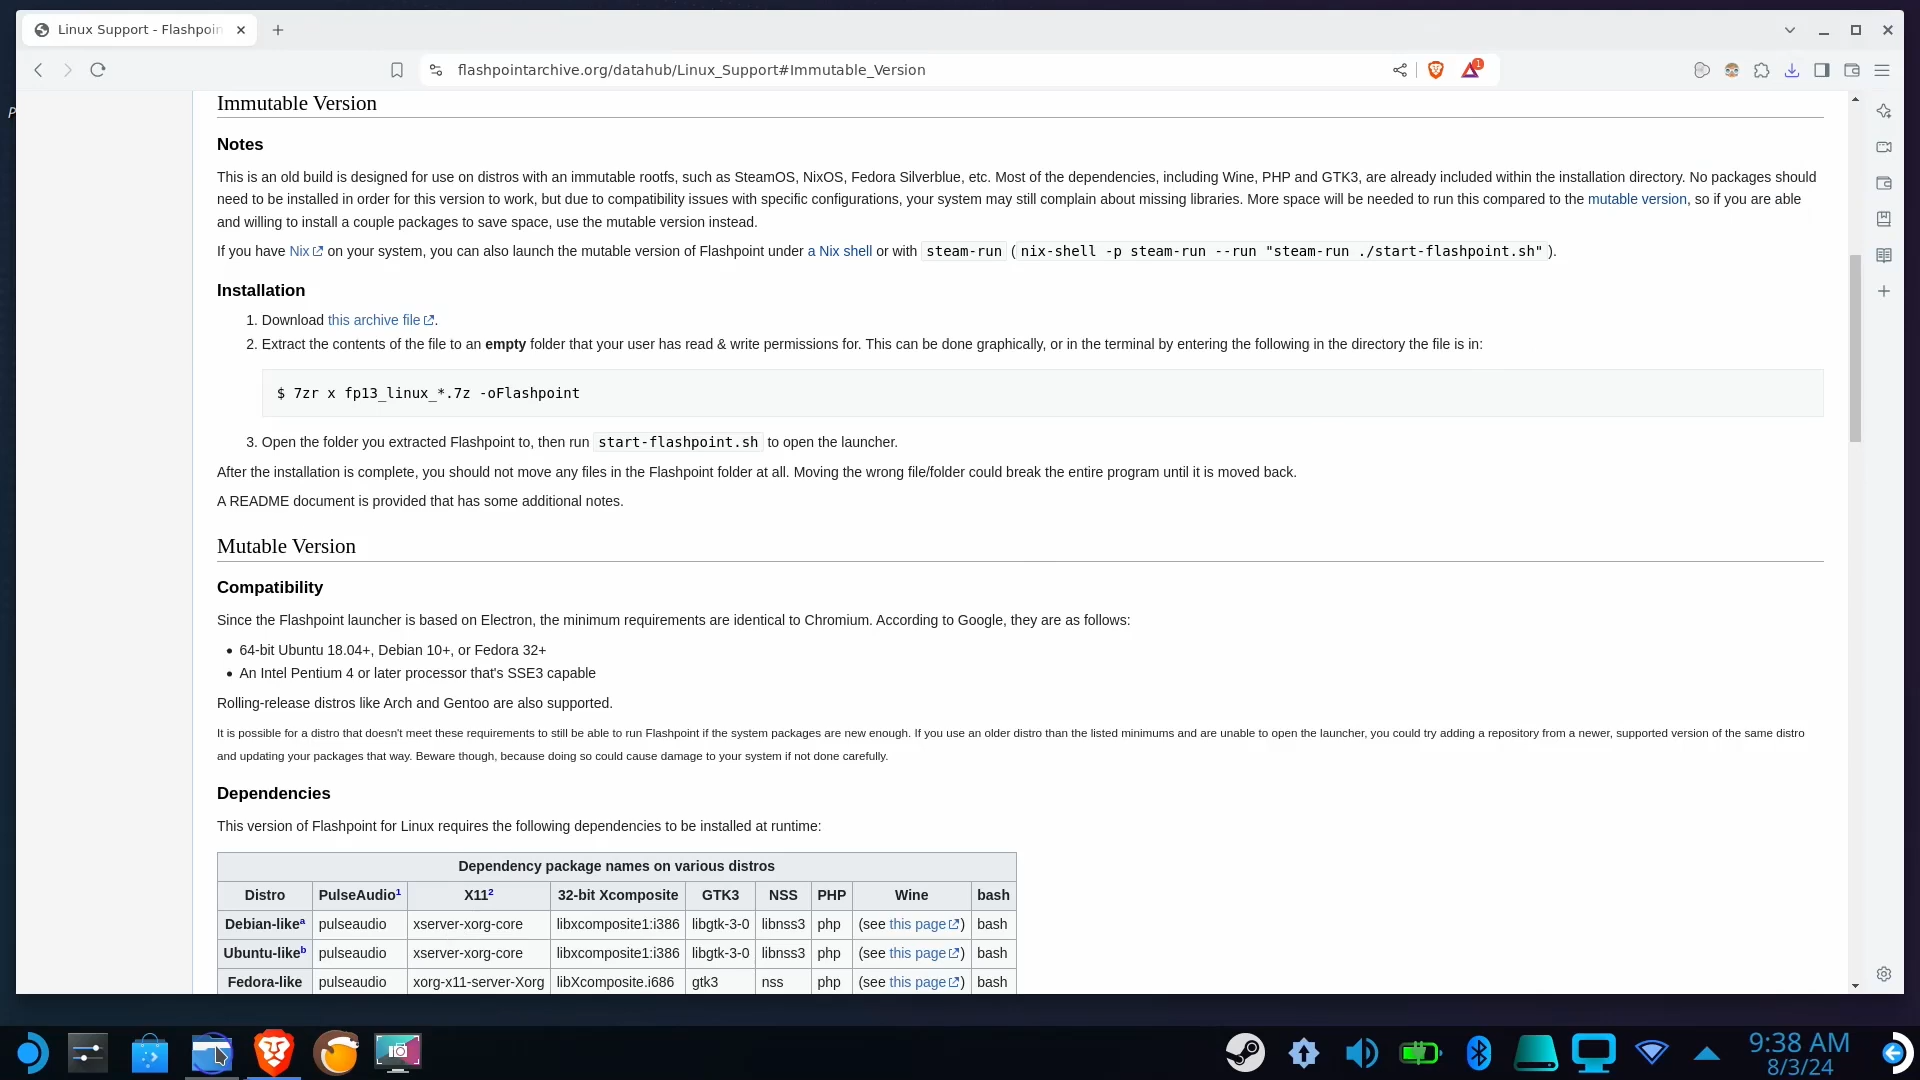 Linux Support - Flashpoin
flashpointarchive.org/datahub/Linux_Support#Immutable_Version
1
P
Immutable Version
Notes
This is an old build is designed for use on distros with an immutable rootfs, such as SteamOS, NixOS, Fedora Silverblue, etc. Most of the dependencies, including Wine, PHP and GTK3, are already included within the installation directory. No packages should
need to be installed in order for this version to work, but due to compatibility issues with specific configurations, your system may still complain about missing libraries. More space will be needed to run this compared to the mutable version, so if you are able
and willing to install a couple packages to save space, use the mutable version instead.
If you have Nix on your system, you can also launch the mutable version of Flashpoint under a Nix shell or with steam-run (nix-shell -p steam-run --run "steam-run ./start-flashpoint.sh").
Installation
1. Download this archive file.
2. Extract the contents of the file to an empty folder that your user has read & write permissions for. This can be done graphically, or in the terminal by entering the following in the directory the file is in:
$ 7zr x fp13_linux_*.7z -oFlashpoint
3. Open the folder you extracted Flashpoint to, then run start-flashpoint.sh to open the launcher.
After the installation is complete, you should not move any files in the Flashpoint folder at all. Moving the wrong file/folder could break the entire program until it is moved back.
A README document is provided that has some additional notes.
Mutable Version
Compatibility
Since the Flashpoint launcher is based on Electron, the minimum requirements are identical to Chromium. According to Google, they are as follows:
• 64-bit Ubuntu 18.04+, Debian 10+, or Fedora 32+
• An Intel Pentium 4 or later processor that's SSE3 capable
Rolling-release distros like Arch and Gentoo are also supported.
It is possible for a distro that doesn't meet these requirements to still be able to run Flashpoint if the system packages are new enough. If you use an older distro than the listed minimums and are unable to open the launcher, you could try adding a repository from a newer, supported version of the same distro
and updating your packages that way. Beware though, because doing so could cause damage to your system if not done carefully.
Dependencies
This version of Flashpoint for Linux requires the following dependencies to be installed at runtime:
Dependency package names on various distros
Distro PulseAudio1 X112 32-bit Xcomposite GTK3 NSS PHP Wine bash
Debian-likea pulseaudio xserver-xorg-core libxcomposite1:i386 libgtk-3-0 libnss3 php (see this page) bash
Ubuntu-likeb pulseaudio xserver-xorg-core libxcomposite1:i386 libgtk-3-0 libnss3 php (see this page) bash
Fedora-like pulseaudio xorg-x11-server-Xorg libXcomposite.i686 gtk3 nss php (see this page) bash
9:38 AM
8/3/24